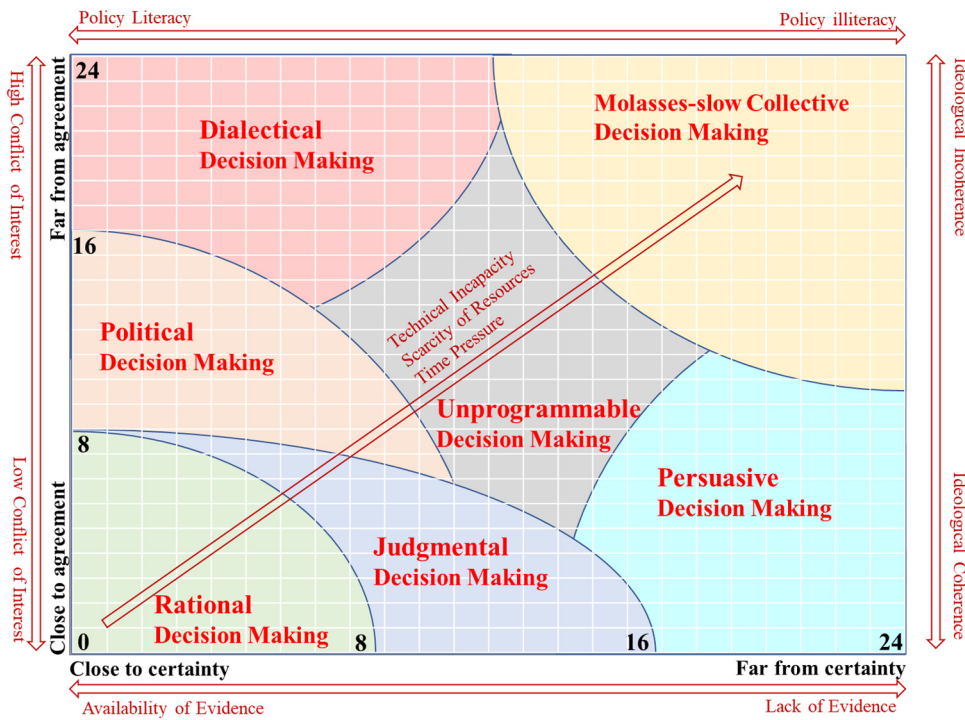 Policy Literacy
Policy illiteracy
24
Dialectical
Decision Making
Molasses-slow Collective
Decision Making
High Conflict of Interest
Far from agreement
Ideological Incoherence
16
Technical Incapacity
Scarcity of Resources
Time Pressure
Political
Decision Making
Unprogrammable
Decision Making
8
Persuasive
Decision Making
Low Conflict of Interest
Close to agreement
Ideological Coherence
Judgmental
Decision Making
Rational
Decision Making
0
8
16
24
Close to certainty
Far from certainty
Availability of Evidence
Lack of Evidence